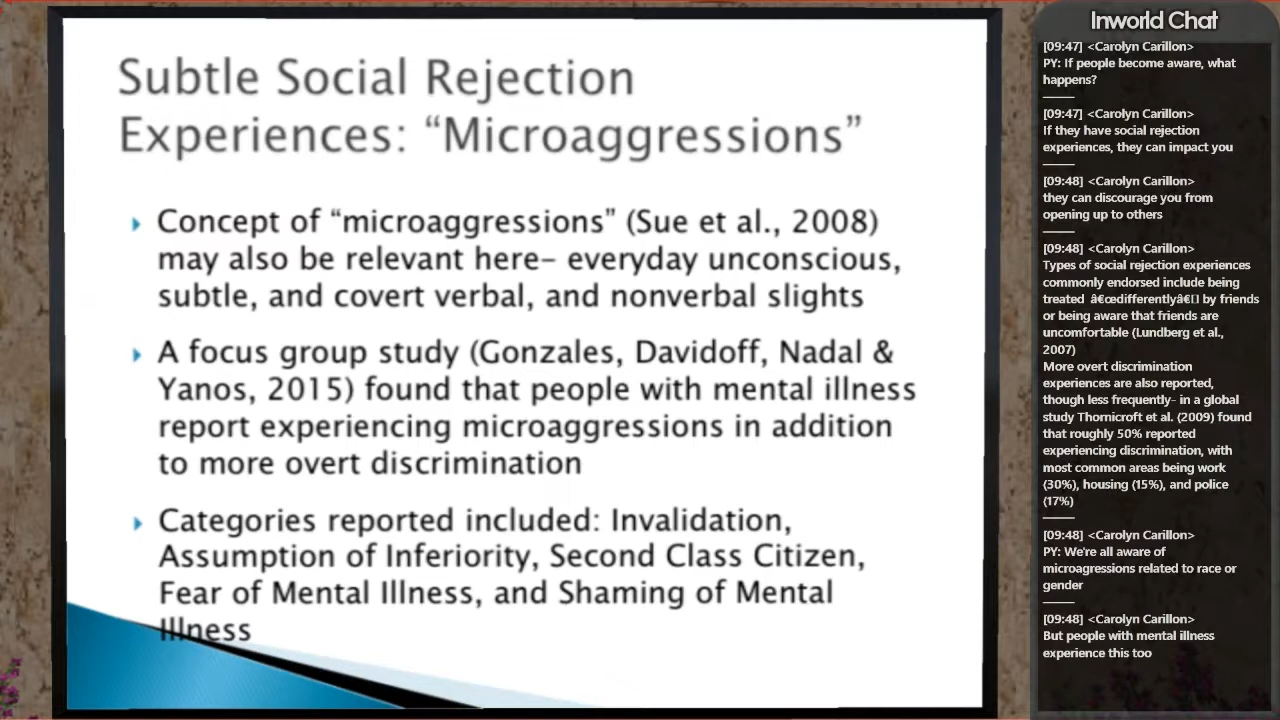 Subtle Social Rejection
Experiences: “Microaggressions”
Concept of “microaggressions” (Sue et al., 2008)
may also be relevant here– everyday unconscious,
subtle, and covert verbal, and nonverbal slights
A focus group study (Gonzales, Davidoff, Nadal &
Yanos, 2015) found that people with mental illness
report experiencing microaggressions in addition
to more overt discrimination
Categories reported included: Invalidation,
Assumption of Inferiority, Second Class Citizen,
Fear of Mental Illness, and Shaming of Mental
Illness
Inworld Chat
[09:47] <Carolyn Carillon>
PY: If people become aware, what
happens?
[09:47] <Carolyn Carillon>
If they have social rejection
experiences, they can impact you
[09:48] <Carolyn Carillon>
they can discourage you from
opening up to others
[09:48] <Carolyn Carillon>
Types of social rejection experiences
commonly endorsed include being
treated â€œdifferentlyâ€ by friends
or being aware that friends are
uncomfortable (Lundberg et al.,
2007)
More overt discrimination
experiences are also reported,
though less frequently- in a global
study Thornicroft et al. (2009) found
that roughly 50% reported
experiencing discrimination, with
most common areas being work
(30%), housing (15%), and police
(17%)
[09:48] <Carolyn Carillon>
PY: We're all aware of
microagressions related to race or
gender
[09:48] <Carolyn Carillon>
But people with mental illness
experience this too